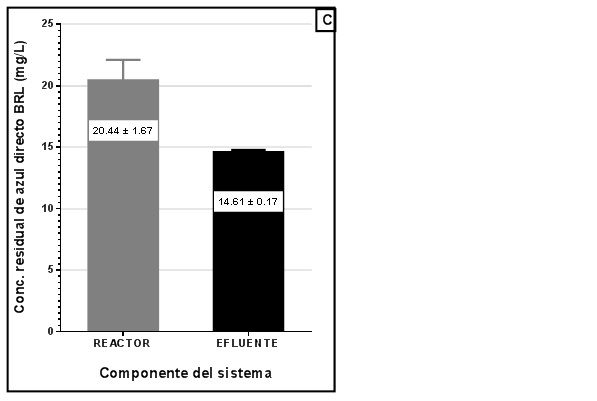 C
Conc. residual de azul directo BRL (mg/L)
25
20
15
10
5
0
20.44 ± 1.67
14.61 ± 0.17
REACTOR
EFLUENTE
Componente del sistema